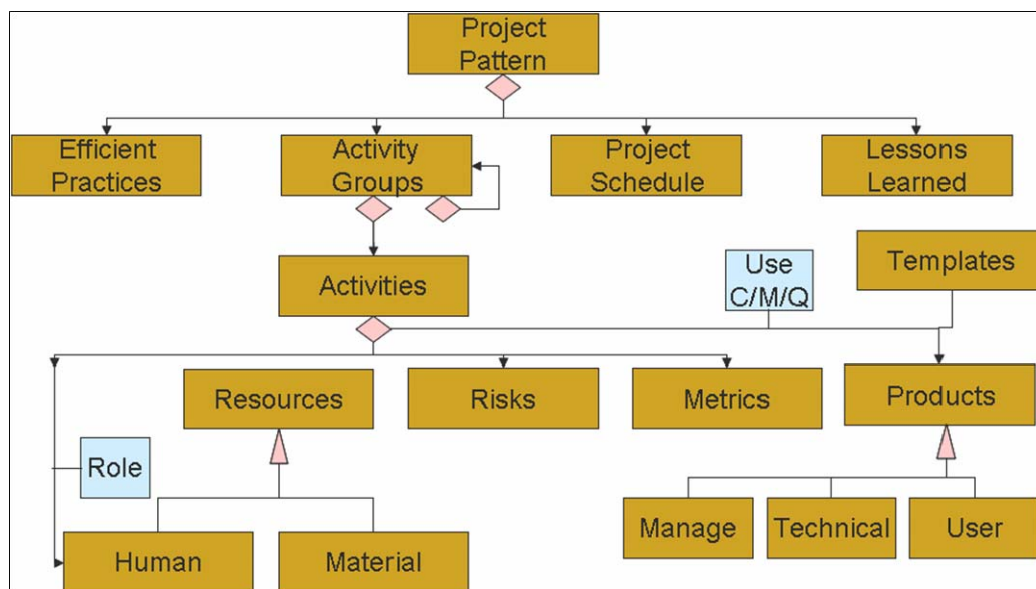 Project
Pattern
Efficient
Practices
Activity
Groups
Project
Schedule
Lessons
Learned
Activities
Use
C/M/Q
Templates
Resources
Risks
Metrics
Products
Role
Manage
Technical
User
Human
Material